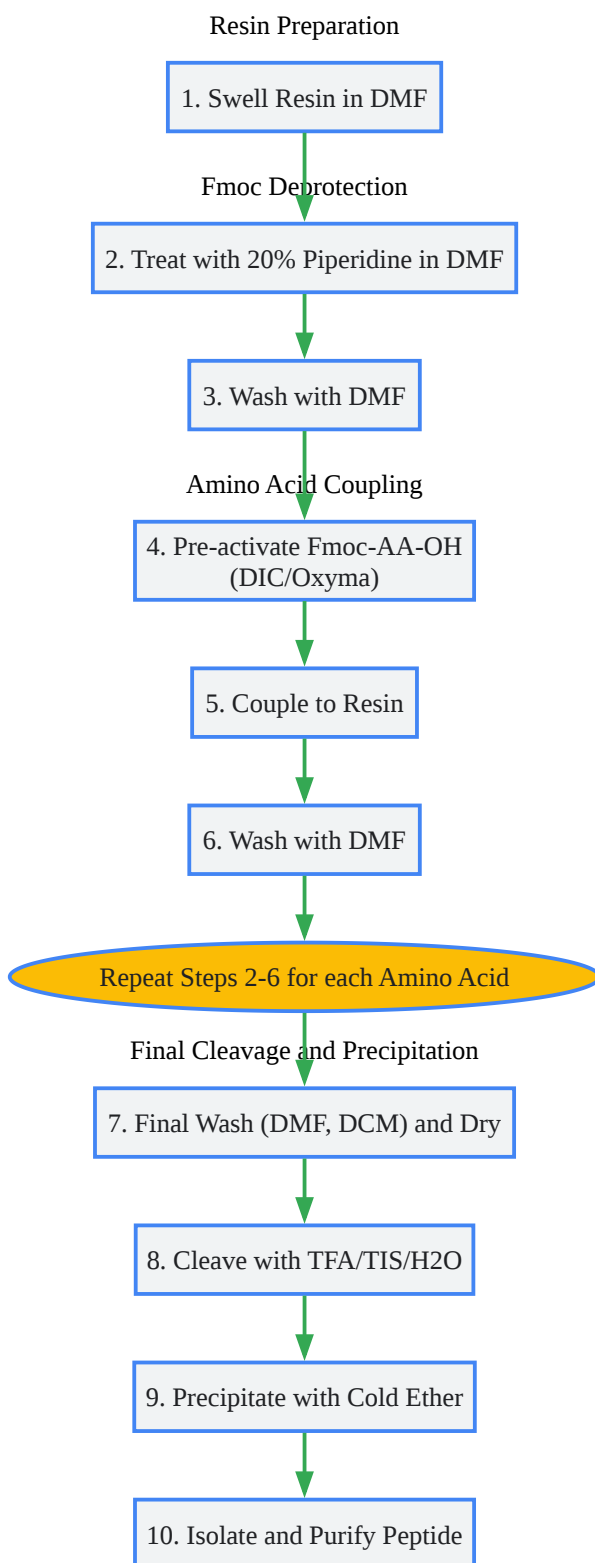 Resin Preparation
1. Swell Resin in DMF
Fmoc Deprotection
2. Treat with 20% Piperidine in DMF
3. Wash with DMF
Amino Acid Coupling
4. Pre-activate Fmoc-AA-OH
(DIC/Oxyma)
5. Couple to Resin
6. Wash with DMF
Repeat Steps 2-6 for each Amino Acid
Final Cleavage and Precipitation
7. Final Wash (DMF, DCM) and Dry
8. Cleave with TFA/TIS/H2O
9. Precipitate with Cold Ether
10. Isolate and Purify Peptide